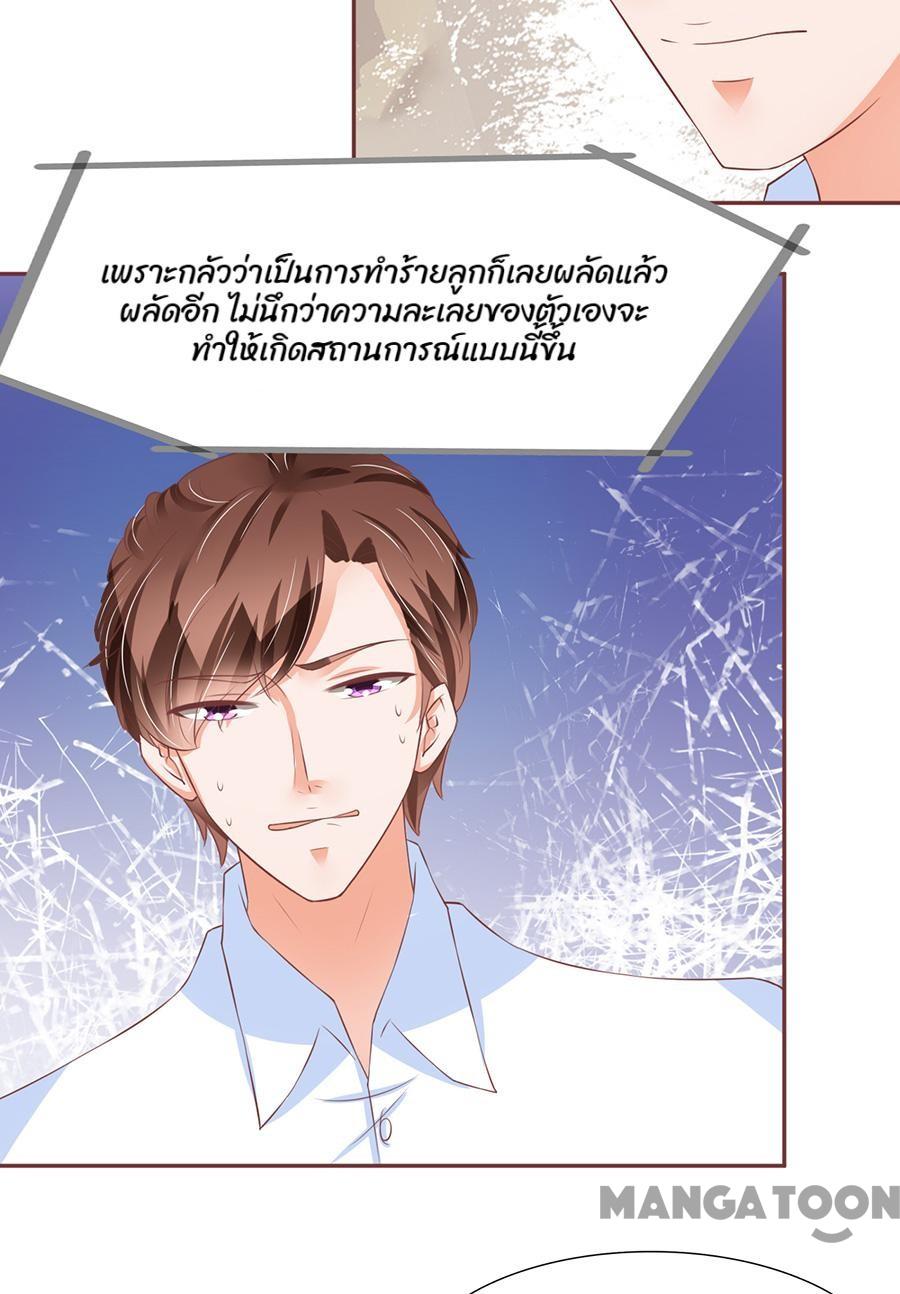 เพราะกลัวว่าเป็นการทำร้ายลูกก็เลยผลัดแล้ว
ผลัดอีก ไม่นึกว่าความละเลยของตัวเองจะ
ทำให้เกิดสถานการณ์แบบนี้ขึ้น
MANGATOON